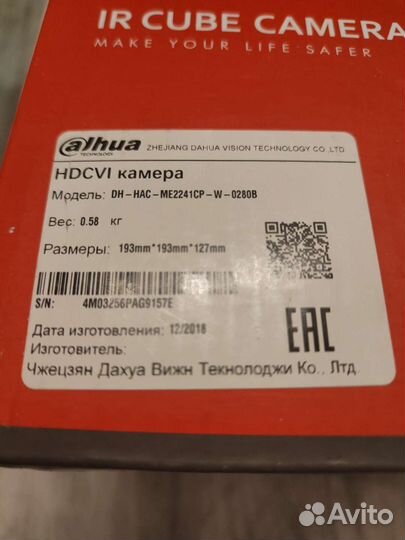 IR CUBE CAMERA
MAKE YOUR LIFE SAFER
alhua
TECHNOLOGY
ZHEJIANG DAHUA VISION TECHNOLOGY CO.,LTD
HDCVI камера
Модель: DH-HAC-ME2241CP-W-0280B
Вес: 0.58 кг
Размеры: 193mm*193mm*127mm
S/N: 4M03256PAG9157E
Дата изготовления: 12/2018
EAC
Изготовитель:
Чжецзян Дахуа Вижн Текнолоджи Ко., Лтд.
Avito